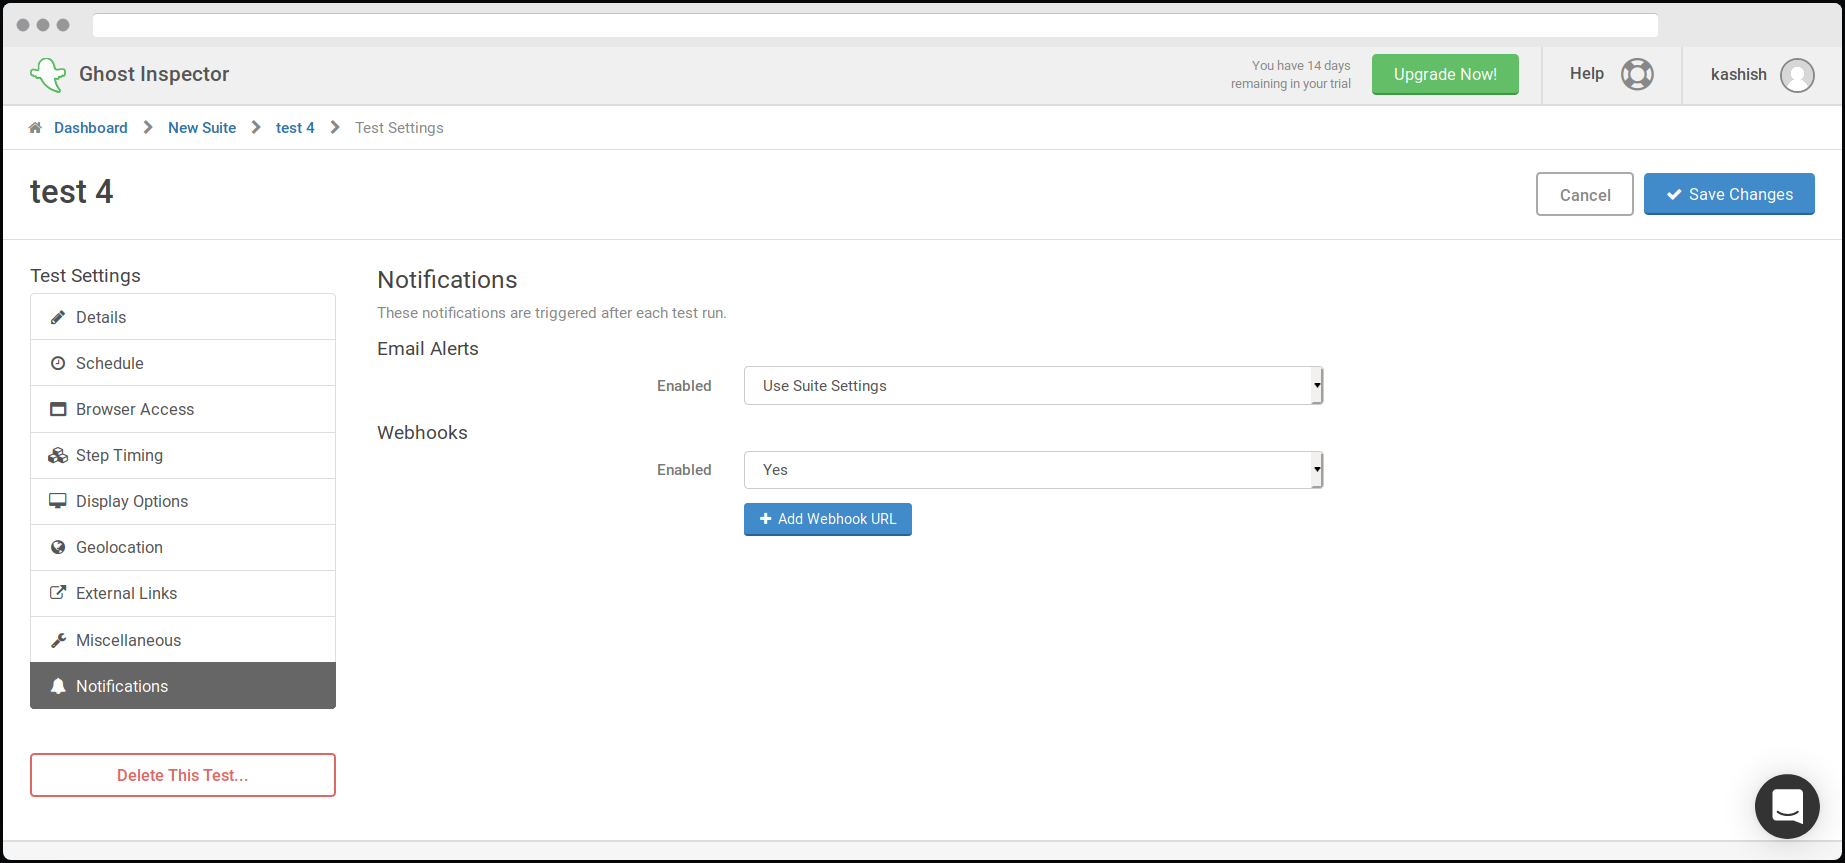 Ghost Inspector
You have 14 days
remaining in your trial
Upgrade Now!
Help
kashish
Dashboard
New Suite
test 4
Test Settings
test 4
Cancel
Save Changes
Test Settings
Details
Schedule
Browser Access
Step Timing
Display Options
Geolocation
External Links
Miscellaneous
Notifications
Delete This Test...
Notifications
These notifications are triggered after each test run.
Email Alerts
Enabled
Use Suite Settings
Webhooks
Enabled
Yes
Add Webhook URL